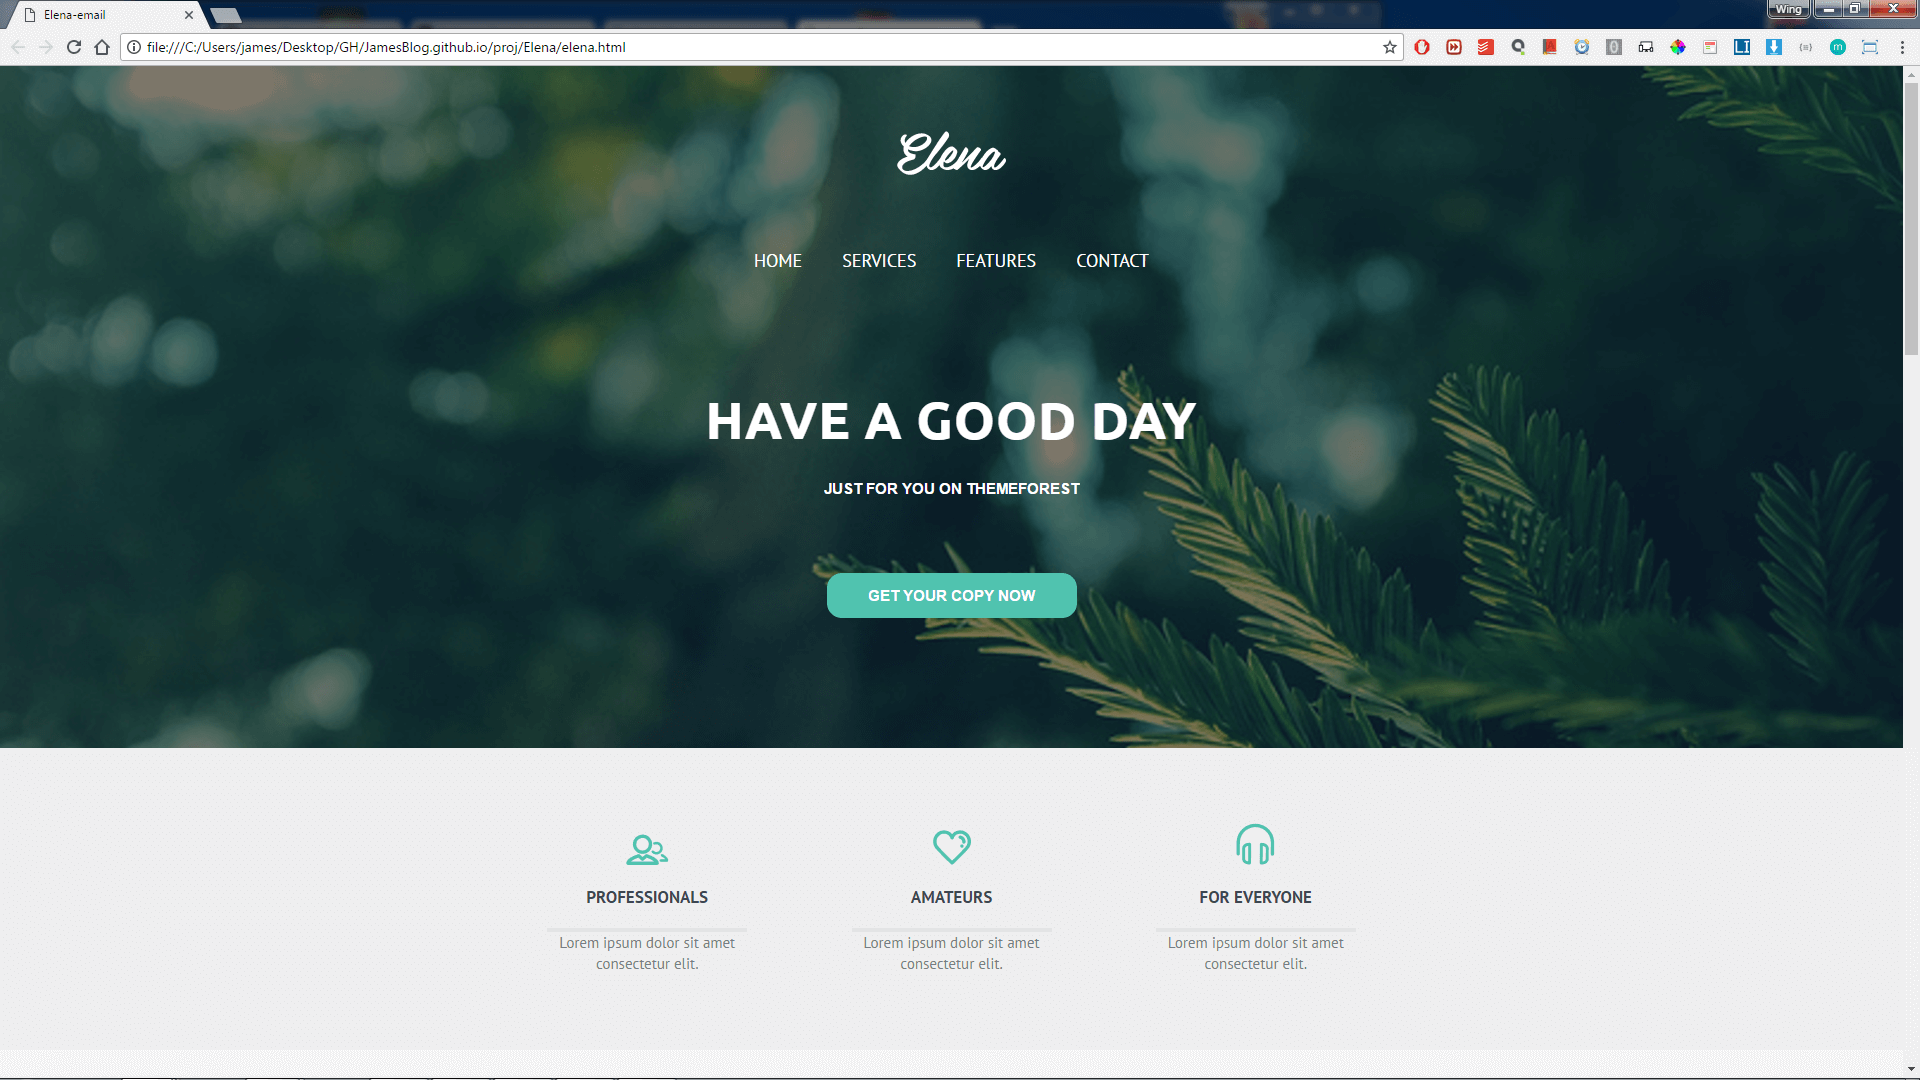 Elena-email
Wing
file:///C:/Users/james/Desktop/GH/JamesBlog.github.io/proj/Elena/elena.html
Elena
HOME SERVICES FEATURES CONTACT
HAVE A GOOD DAY
JUST FOR YOU ON THEMEFOREST
GET YOUR COPY NOW
PROFESSIONALS AMATEURS FOR EVERYONE
Lorem ipsum dolor sit amet Lorem ipsum dolor sit amet Lorem ipsum dolor sit amet
consectetur elit. consectetur elit. consectetur elit.